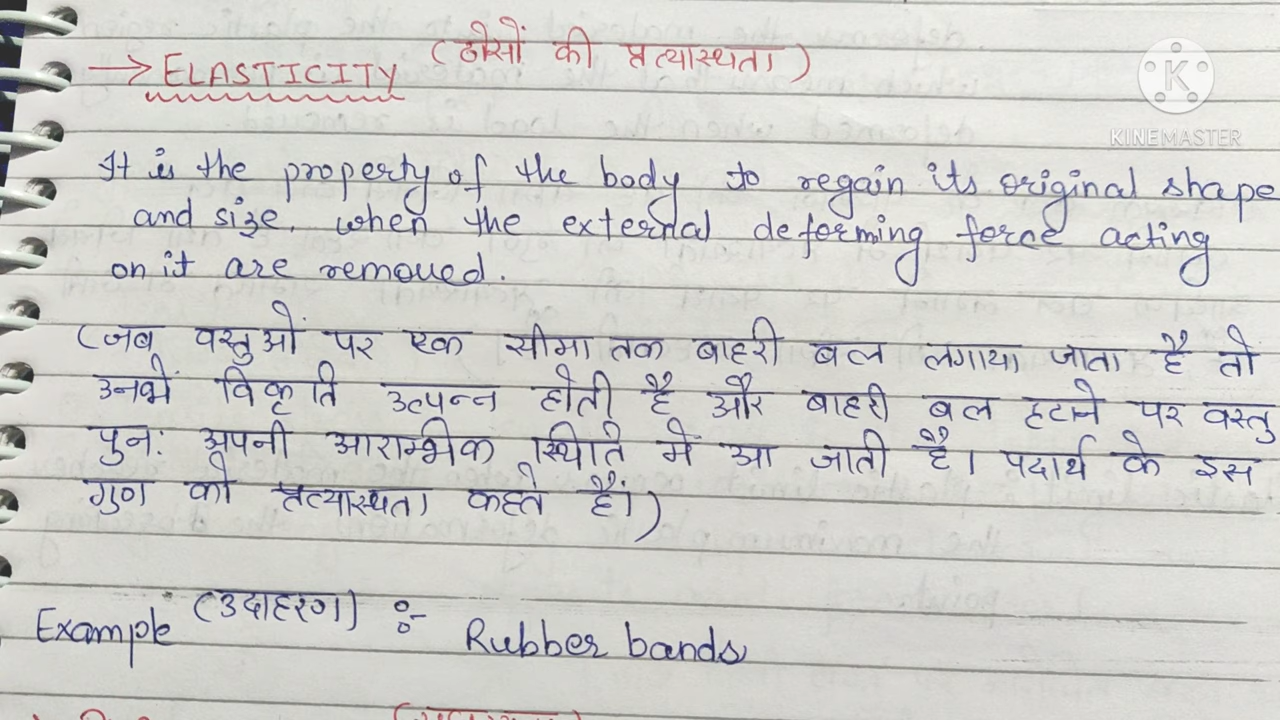 → ELASTICITY (ठोसों की प्रत्यास्थता)
K
KINEMASTER
It is the property of the body to regain its original shape
and size. when the external deforming force acting
on it are removed.
(जब वस्तुओं पर एक सीमा तक बाहरी बल लगाया जाता है तो
उनमें विकृति उत्पन्न होती है और बाहरी बल हटाने पर वस्तु
पुनः अपनी आराम्भीक स्थिति में आ जाती है। पदार्थ के इस
गुण को प्रत्यास्थता कहते हैं।)
Example (उदाहरण) :- Rubber bands